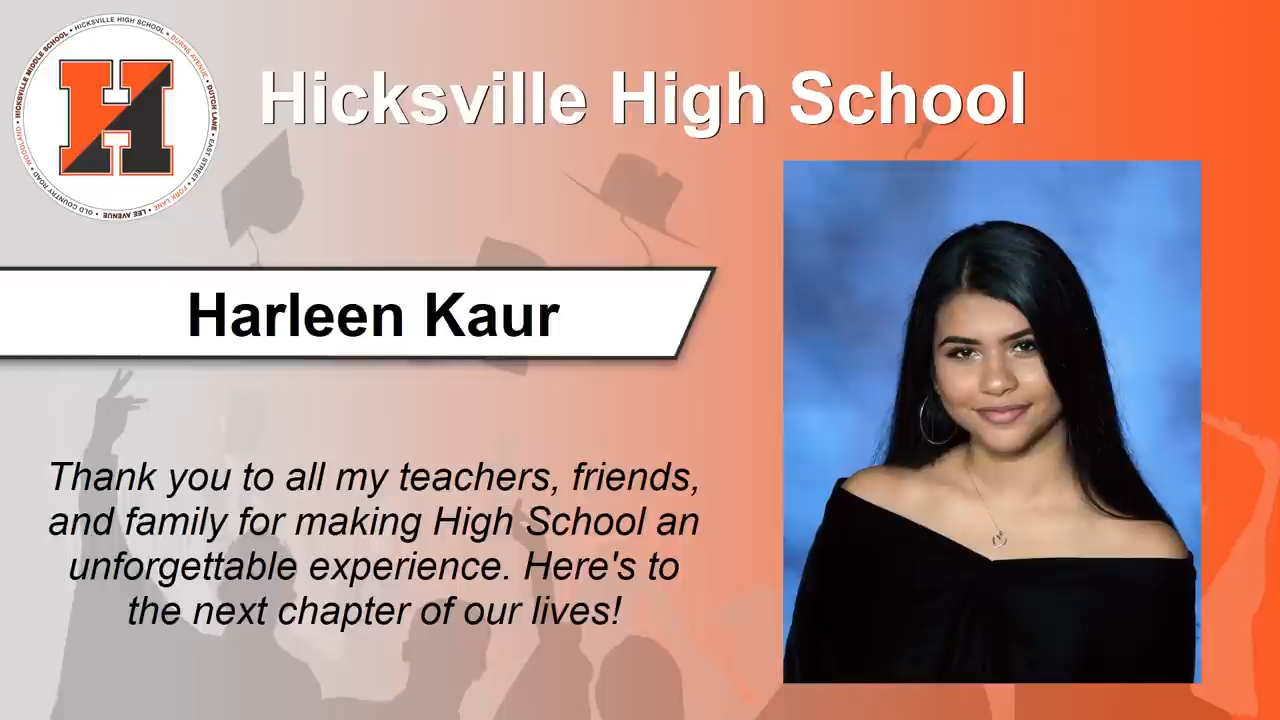 HICKSVILLE MIDDLE SCHOOL • HICKSVILLE HIGH SCHOOL • BURNS AVENUE • DUTCH LANE • EAST STREET • FORK LANE • LEE AVENUE • OLD COUNTRY ROAD • WOODLAND •
H
Hicksville High School
Harleen Kaur
Thank you to all my teachers, friends,
and family for making High School an
unforgettable experience. Here's to
the next chapter of our lives!